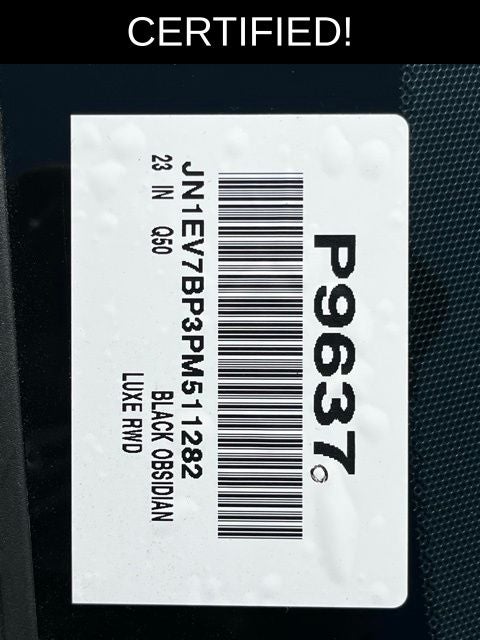 CERTIFIED!
P9637
JN1EV7BP3PM511282
23 IN Q50 BLACK OBSIDIAN
LUXE RWD